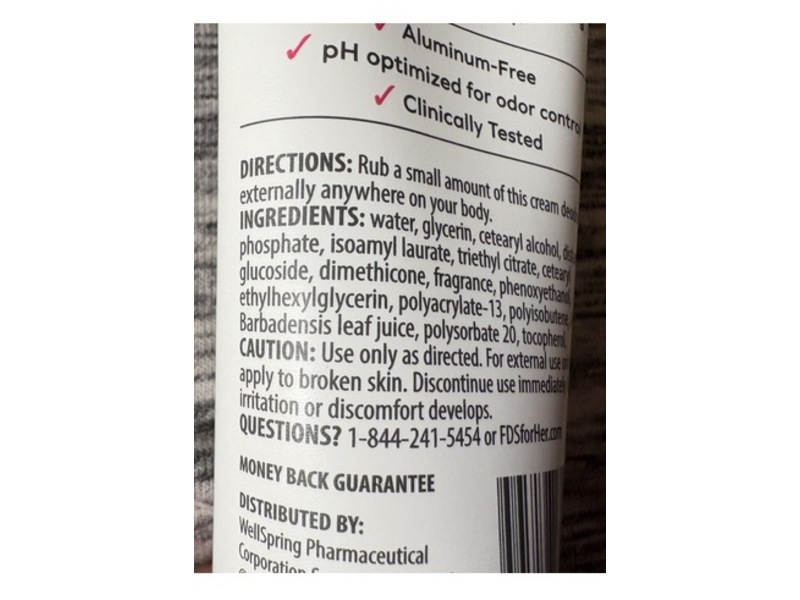 ✓ Aluminum-Free
✓ pH optimized for odor contro
✓ Clinically Tested
DIRECTIONS: Rub a small amount of this cream deod
externally anywhere on your body.
INGREDIENTS: water, glycerin, cetearyl alcohol, dist
phosphate, isoamyl laurate, triethyl citrate, cetearyl
glucoside, dimethicone, fragrance, phenoxyethanol,
ethylhexylglycerin, polyacrylate-13, polyisobutene,
Barbadensis leaf juice, polysorbate 20, tocopherol.
CAUTION: Use only as directed. For external use on
apply to broken skin. Discontinue use immediatel
irritation or discomfort develops.
QUESTIONS? 1-844-241-5454 or FDSforHer.com
MONEY BACK GUARANTEE
DISTRIBUTED BY:
WellSpring Pharmaceutical
Corporation